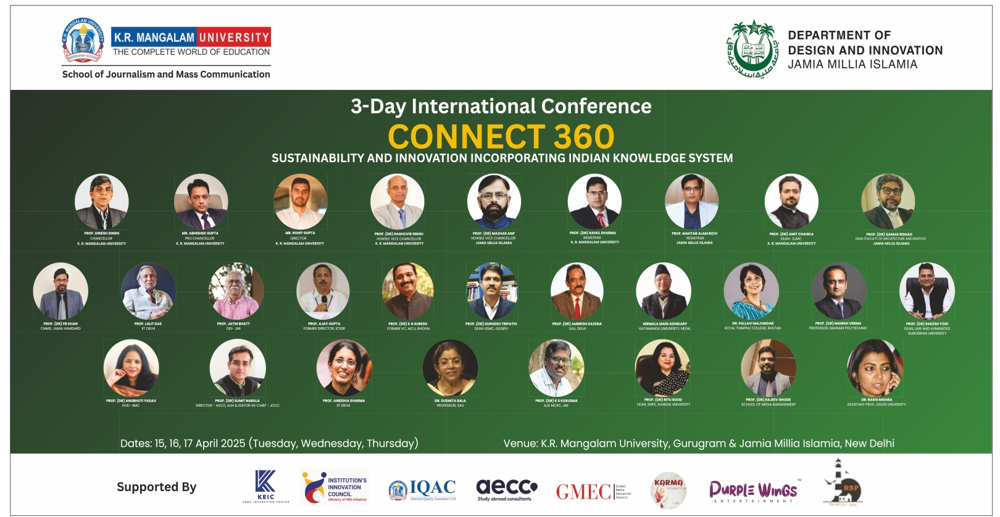 K.R. MANGALAM UNIVERSITY
THE COMPLETE WORLD OF EDUCATION
School of Journalism and Mass Communication
DEPARTMENT OF
DESIGN AND INNOVATION
JAMIA MILLIA ISLAMIA
3-Day International Conference
CONNECT 360
SUSTAINABILITY AND INNOVATION INCORPORATING INDIAN KNOWLEDGE SYSTEM
PROF. DINESH SINGH
CHANCELLOR
K. R. MANGALAM UNIVERSITY
MR. ABHISHEK GUPTA
PRO CHANCELLOR
K. R. MANGALAM UNIVERSITY
MR. ROHIT GUPTA
DIRECTOR
K. R. MANGALAM UNIVERSITY
PROF. (DR) RAGHUVIR SINGH
HON'BLE VICE CHANCELLOR
K. R. MANGALAM UNIVERSITY
PROF. (DR) MAZHAR ASIF
HON'BLE VICE CHANCELLOR
JAMIA MILLIA ISLAMIA
PROF. (DR) RAHUL SHARMA
REGISTRAR
K. R. MANGALAM UNIVERSITY
PROF. MAHTAB ALAM RIZVI
REGISTRAR
JAMIA MILLIA ISLAMIA
PROF. (DR) AMIT CHAWLA
DEAN- SJMC
K. R. MANGALAM UNIVERSITY
PROF. (DR) QAMAR IRSHAD
DEAN (FACULTY OF ARCHITECTURE AND EKISTICS)
JAMIA MILLIA ISLAMIA
PROF. (DR) FB KHAN
CMMS, JAMIA HAMDARD
PROF. LALIT DAS
IIT DELHI
PROF. JATIN BHATT
DDI- JMI
PROF. AJAY GUPTA
FORMER DIRECTOR, ICSSR
PROF. (DR) K G SURESH
FORMER VC, MCU, BHOPAL
PROF. (DR) DURGESH TRIPATHI
DEAN USMC, GGSIPU
PROF. (DR) AMBRISH SAXENA
SAU, DELHI
NIRMALA MANI ADHIKARY
KATHMANDU UNIVERSITY, NEPAL
DR. PALLAVI MAJUMDAR
ROYAL THIMPHU COLLEGE, BHUTAN
PROF. (DR) MANISH VERMA
PROFESSOR, BAHRAIN POLYTECHNIC
PROF. (DR) RAKESH YOGI
DEAN, LAW AND HUMANITIES
GURUGRAM UNIVERSITY
PROF. (DR) ANUBHUTI YADAV
HOD -IIMC
PROF. (DR) SUMIT NARULA
DIRECTOR - ASCO, AUH & EDITOR-IN-CHIEF - JCCC
PROF. ANEESHA SHARMA
IIT DELHI
DR. SUSMITA BALA
PROFESSOR, SAU
PROF. (DR) K S KUSUSMA
AJK MCRC, JMI
PROF. (DR) RITU SOOD
DEAN, SMFE, SHARDA UNIVERSITY
PROF. (DR) RAJEEV GHODE
SCHOOL OF MEDIA MANAGEMENT
DR. RASHI MISHRA
ASSISTANT PROF., DOON UNIVERSITY
Dates: 15, 16, 17 April 2025 (Tuesday, Wednesday, Thursday)
Venue: K.R. Mangalam University, Gurugram & Jamia Millia Islamia, New Delhi
Supported By
KEIC
KRMU INCUBATION CENTER
INSTITUTION'S
INNOVATION
COUNCIL
(Ministry of HRD Initiative)
IQAC
Internal Quality Assurance Cell
aecc
Study abroad consultants
GMEC
Global
Media
Education
Council
KARMA
FOUNDATION
PURPLE WINGS
TM
ENTERTAINMENT
RSP